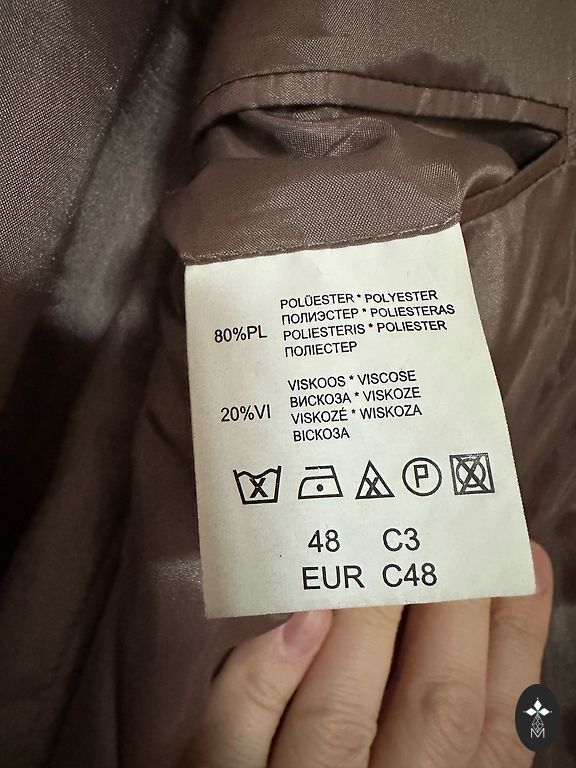 80%PL
POLÜESTER * POLYESTER
ПОЛИЭСТЕР * POLIESTERAS
POLIESTERIS * POLIESTER
ПОЛІЕСТЕР
20%VI
VISKOOS * VISCOSE
ВИСКОЗА * VISKOZE
VISKOZĖ * WISKOZA
ВІСКОЗА
P
48 C3
EUR C48
M